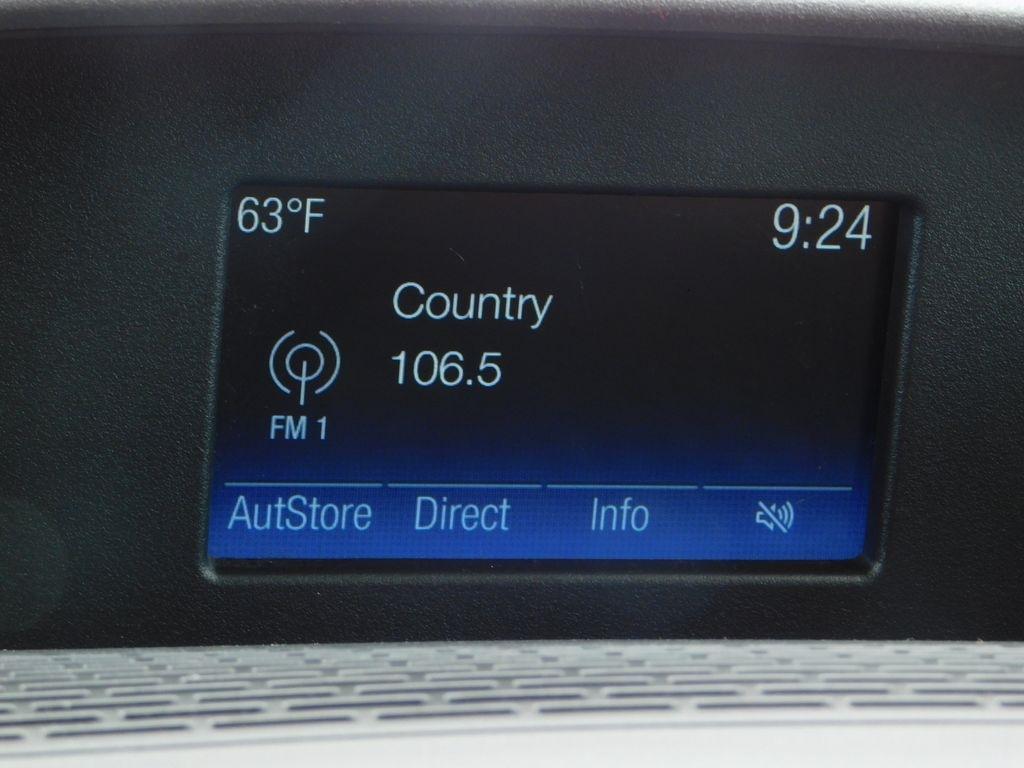 63°F 9:24
Country
106.5
FM 1
AutStore Direct Info